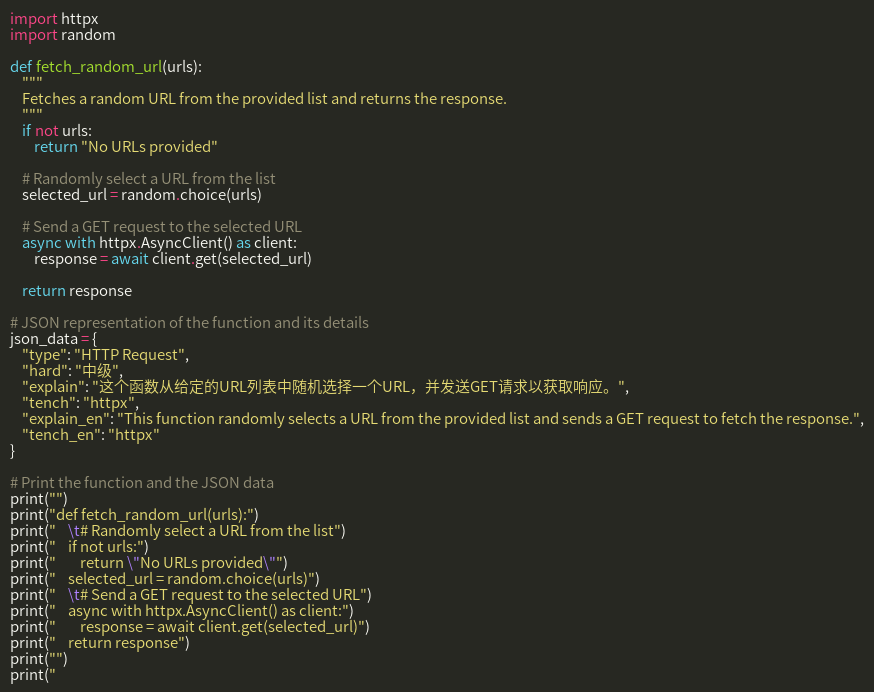 import httpx
import random

def fetch_random_url(urls):
    """
    Fetches a random URL from the provided list and returns the response.
    """
    if not urls:
        return "No URLs provided"

    # Randomly select a URL from the list
    selected_url = random.choice(urls)

    # Send a GET request to the selected URL
    async with httpx.AsyncClient() as client:
        response = await client.get(selected_url)

    return response

# JSON representation of the function and its details
json_data = {
    "type": "HTTP Request",
    "hard": "中级",
    "explain": "这个函数从给定的URL列表中随机选择一个URL，并发送GET请求以获取响应。",
    "tench": "httpx",
    "explain_en": "This function randomly selects a URL from the provided list and sends a GET request to fetch the response.",
    "tench_en": "httpx"
}

# Print the function and the JSON data
print("")
print("def fetch_random_url(urls):")
print("    \t# Randomly select a URL from the list")
print("    if not urls:")
print("        return \"No URLs provided\"")
print("    selected_url = random.choice(urls)")
print("    \t# Send a GET request to the selected URL")
print("    async with httpx.AsyncClient() as client:")
print("        response = await client.get(selected_url)")
print("    return response")
print("")
print("